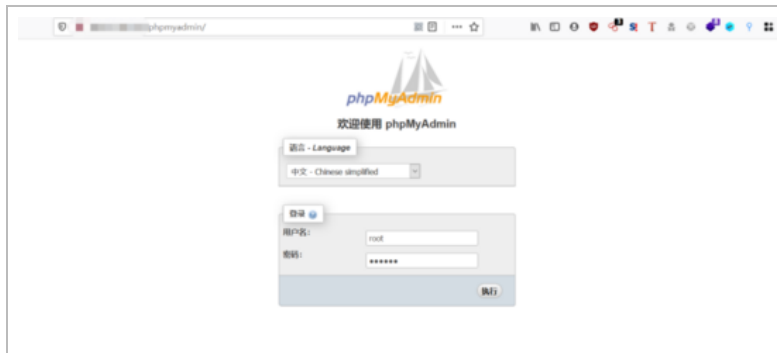 phpmyadmin/
phpMyAdmin
欢迎使用 phpMyAdmin
语言 - Language
中文 - Chinese simplified
登录
用户名:
root
密码:
••••••
执行